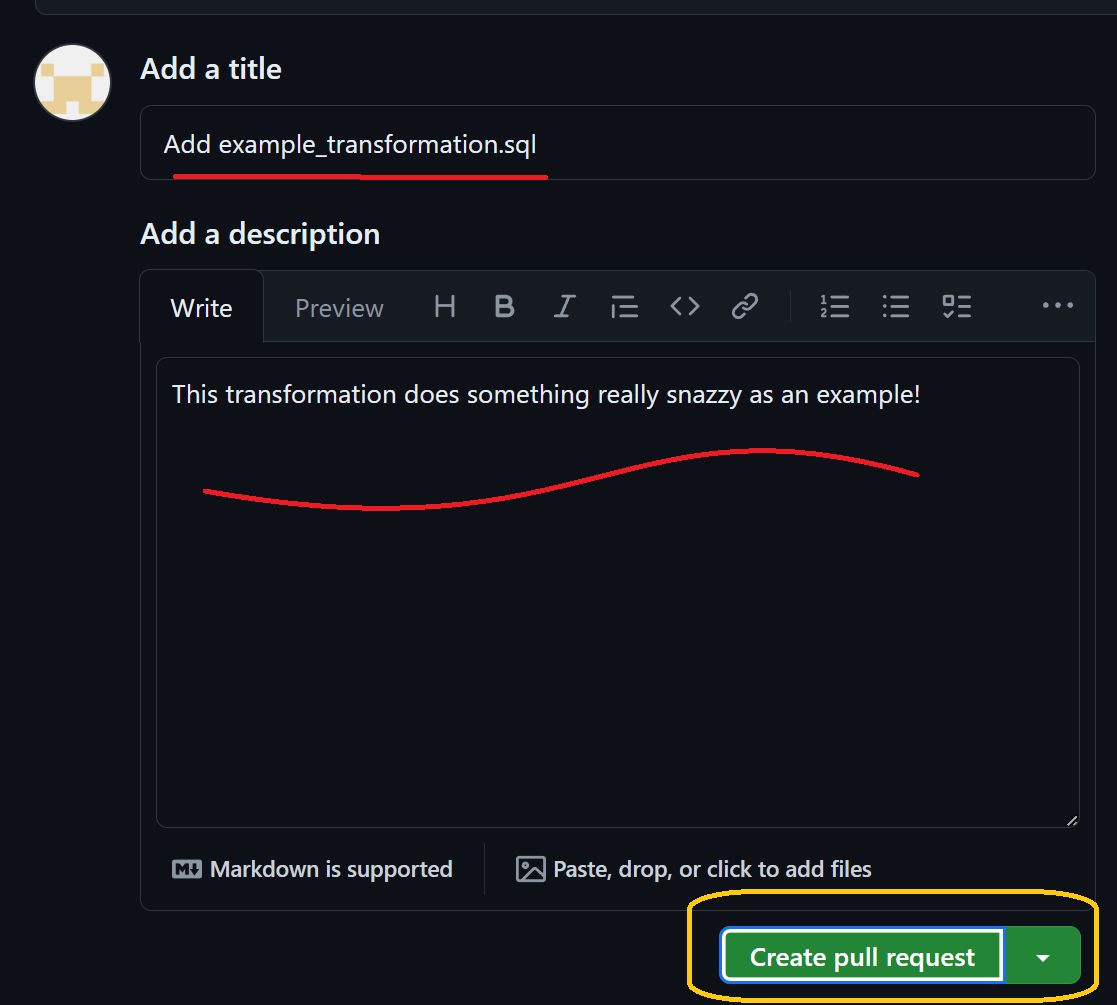 Add a title
Add example_transformation.sql
Add a description
Write Preview
This transformation does something really snazzy as an example!
Markdown is supported Paste, drop, or click to add files
Create pull request